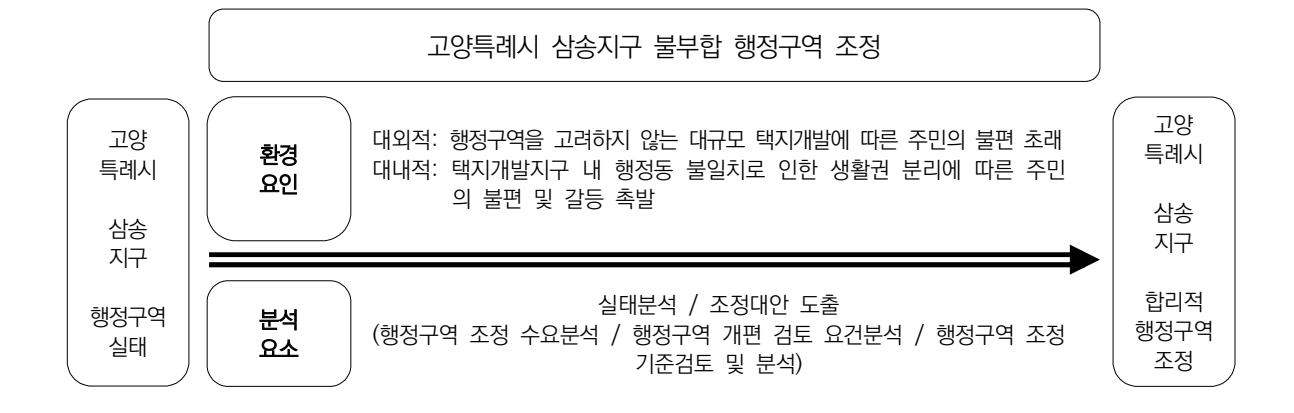 고양특례시 삼송지구 불부합 행정구역 조정
고양
특례시
삼송
지구
행정구역
실태
환경
요인
대외적: 행정구역을 고려하지 않는 대규모 택지개발에 따른 주민의 불편 초래
대내적: 택지개발지구 내 행정동 불일치로 인한 생활권 분리에 따른 주민
의 불편 및 갈등 촉발
분석
요소
실태분석 / 조정대안 도출
(행정구역 조정 수요분석 / 행정구역 개편 검토 요건분석 / 행정구역 조정
기준검토 및 분석)
고양
특례시
삼송
지구
합리적
행정구역
조정